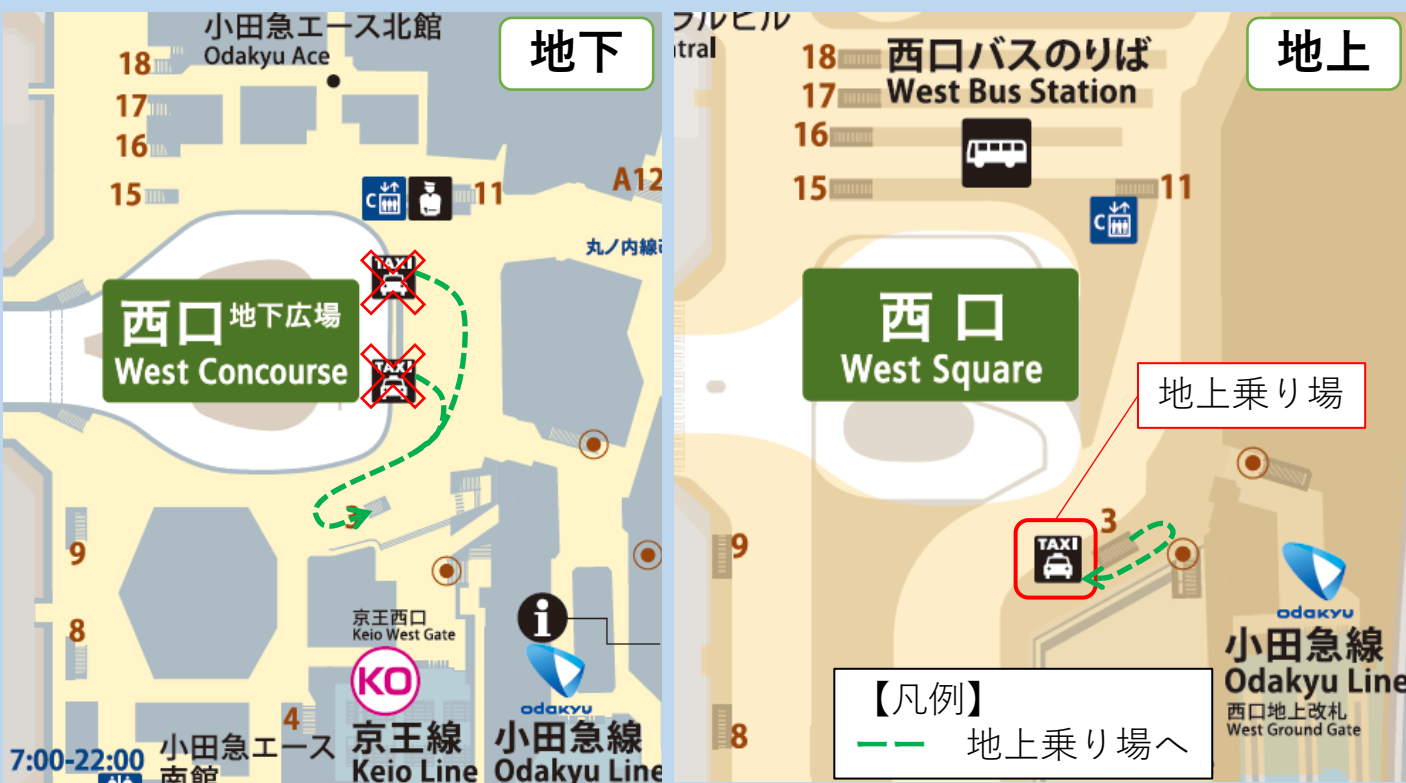 小田急エース北館
Odakyu Ace
地下
18
17
16
15
C
11
A12
丸ノ内線
TAXI
西口 地下広場
West Concourse
TAXI
3
9
8
京王西口
Keio West Gate
KO
i
odakyu
4
7:00-22:00
小田急エース
南館
京王線
Keio Line
小田急線
Odakyu Line
ラルビル
ntral
地上
18
西口バスのりば
West Bus Station
17
16
15
11
C
西口
West Square
地上乗り場
3
TAXI
9
8
odakyu
小田急線
Odakyu Line
西口地上改札
West Ground Gate
【凡例】
地上乗り場へ